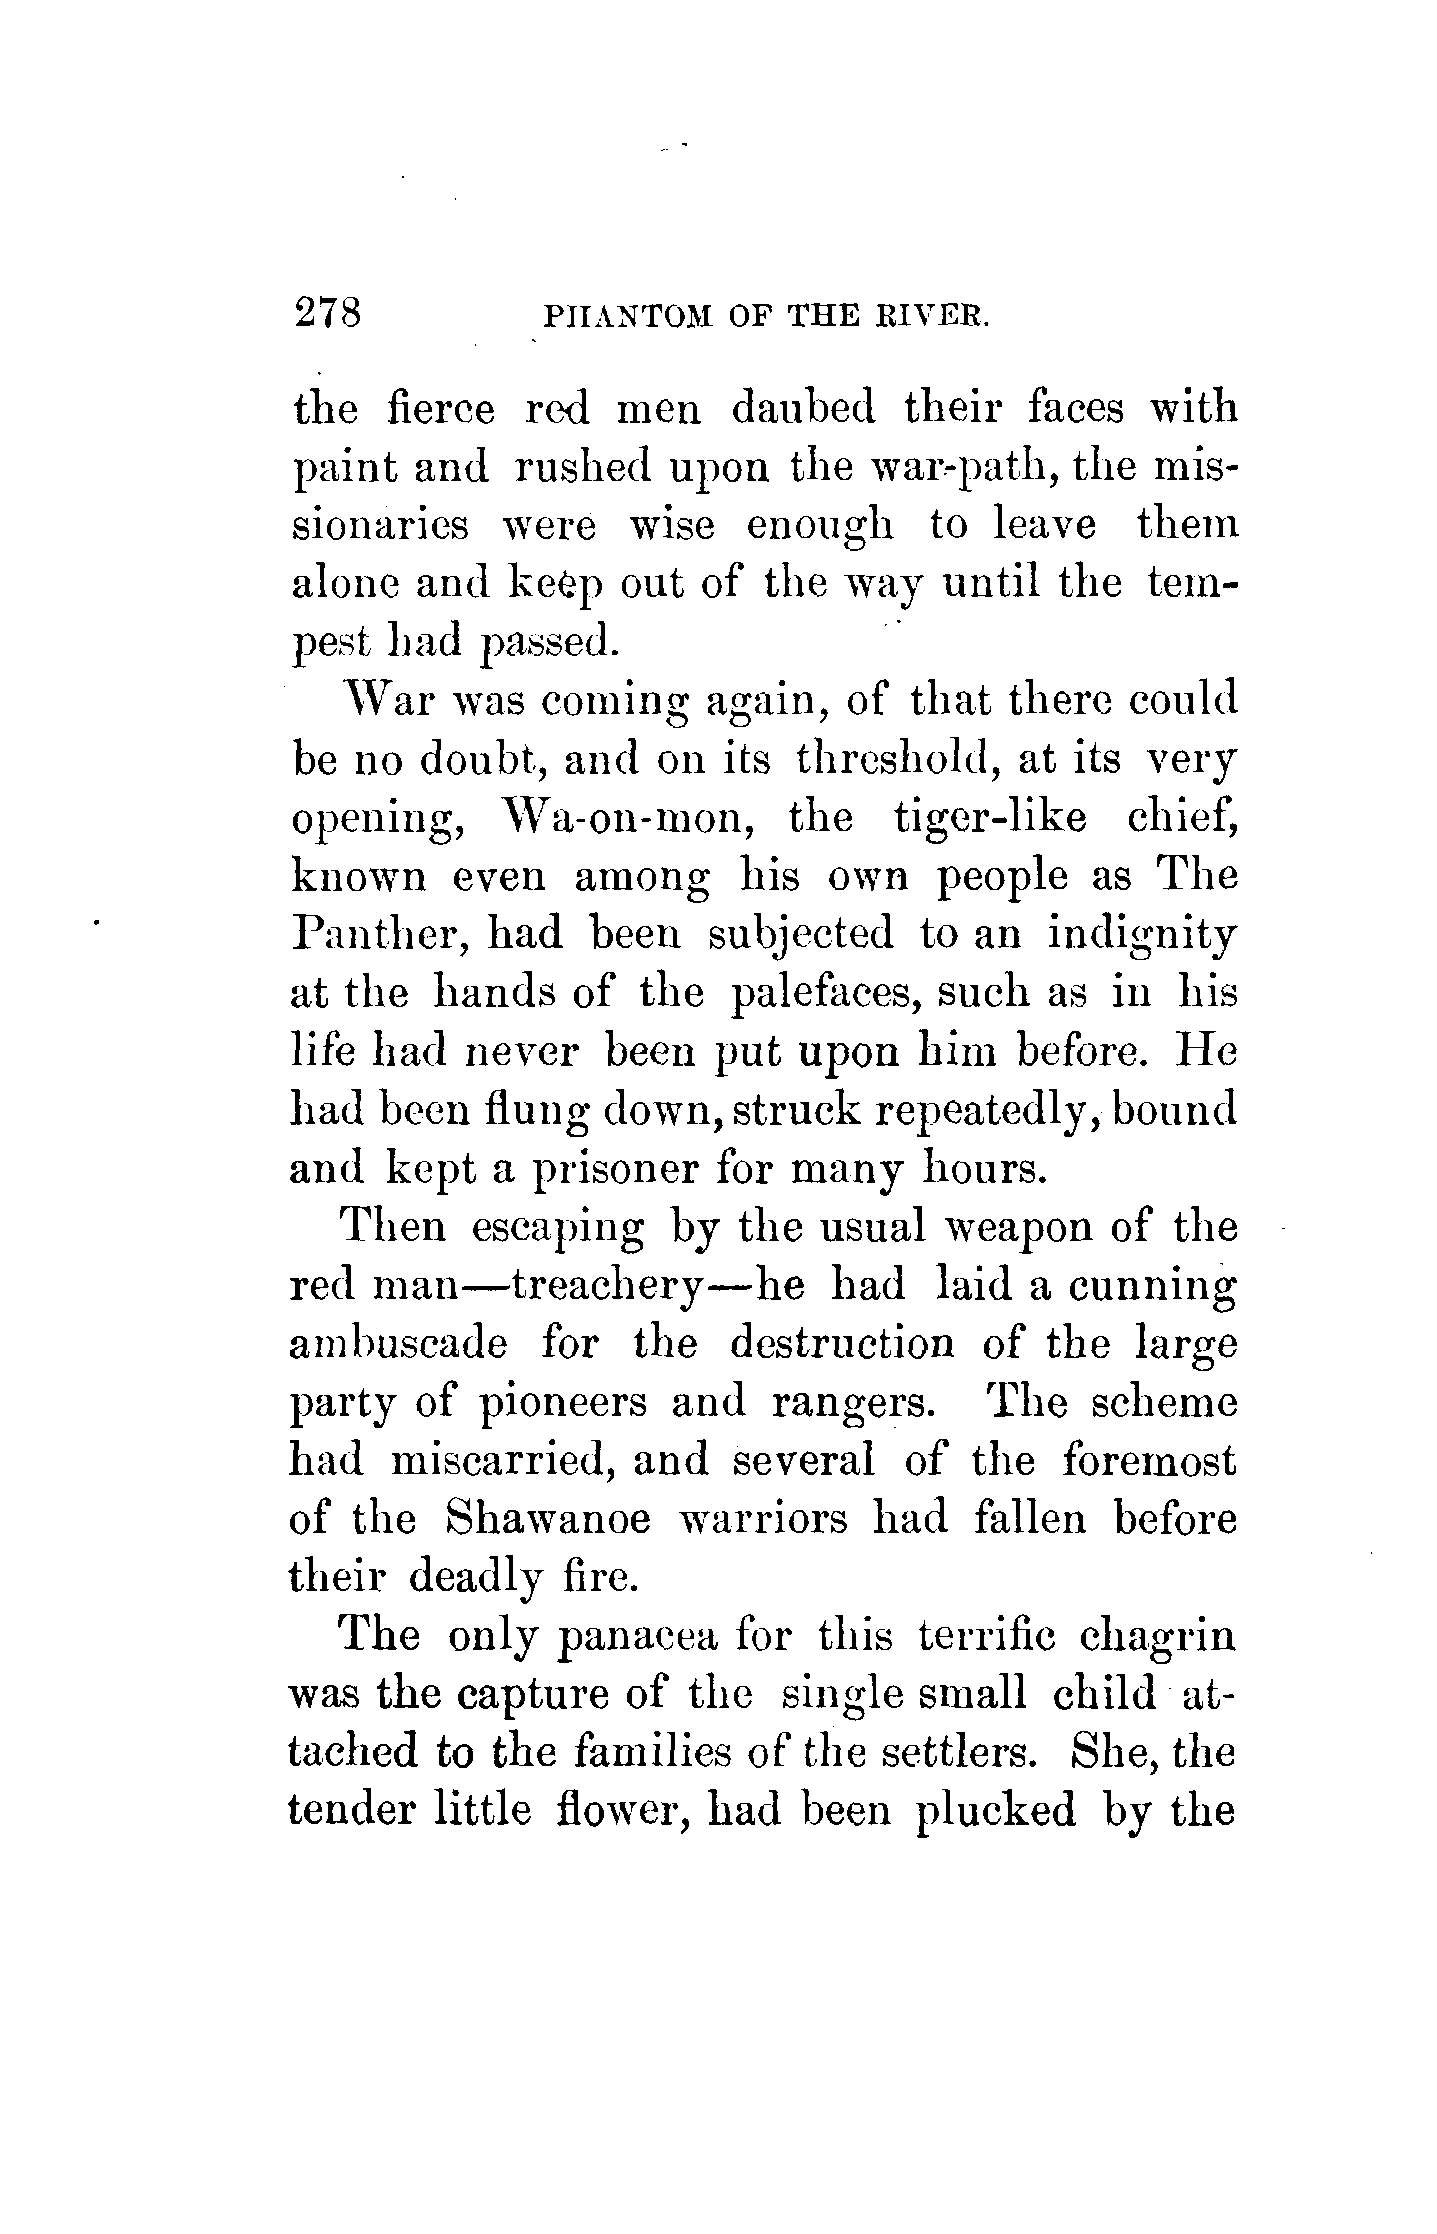 278 PHANTOM OF THE RIVER.
the fierce red men daubed their faces with
paint and rushed upon the war-path, the mis-
sionaries were wise enough to leave them
alone and keep out of the way until the tem-
pest had passed.
War was coming again, of that there could
be no doubt, and on its threshold, at its very
opening, Wa-on-mon, the tiger-like chief,
known even among his own people as The
Panther, had been subjected to an indignity
at the hands of the palefaces, such as in his
life had never been put upon him before. He
had been flung down, struck repeatedly, bound
and kept a prisoner for many hours.
Then escaping by the usual weapon of the
red man—treachery—he had laid a cunning
ambuscade for the destruction of the large
party of pioneers and rangers. The scheme
had miscarried, and several of the foremost
of the Shawanoe warriors had fallen before
their deadly fire.
The only panacea for this terrific chagrin
was the capture of the single small child at-
tached to the families of the settlers. She, the
tender little flower, had been plucked by the